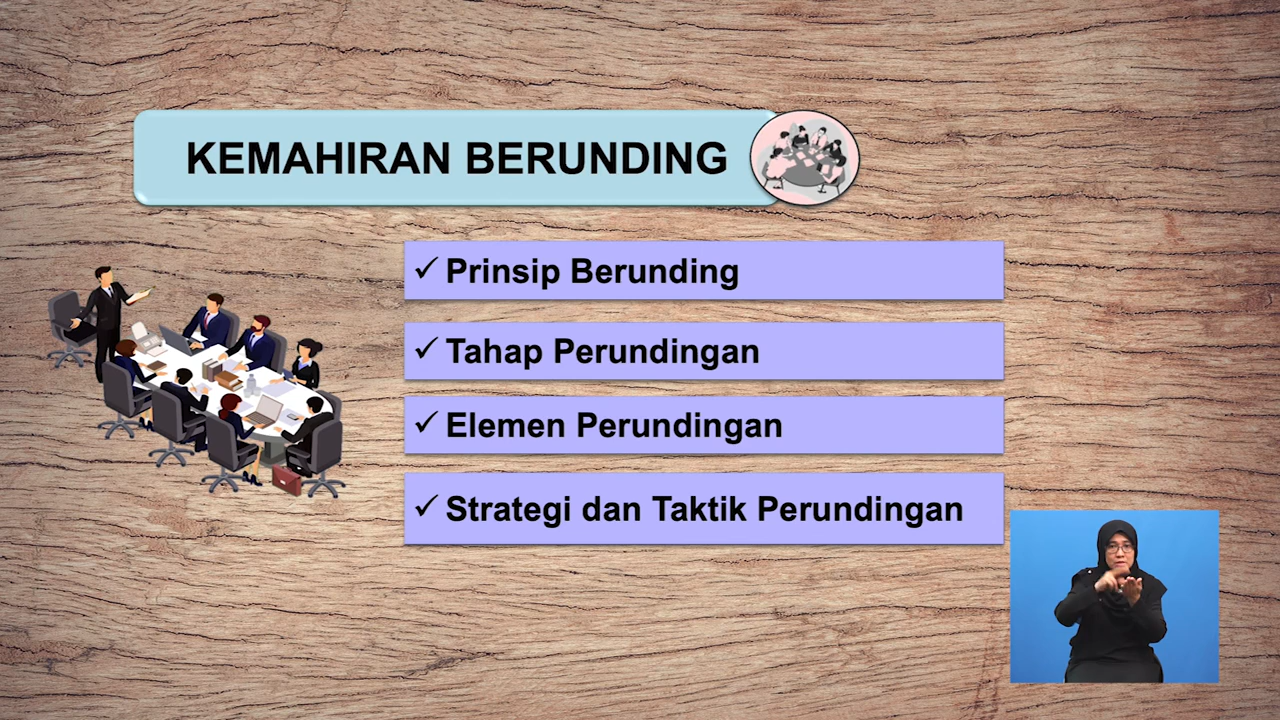 KEMAHIRAN BERUNDING
✓ Prinsip Berunding
✓ Tahap Perundingan
✓ Elemen Perundingan
✓ Strategi dan Taktik Perundingan